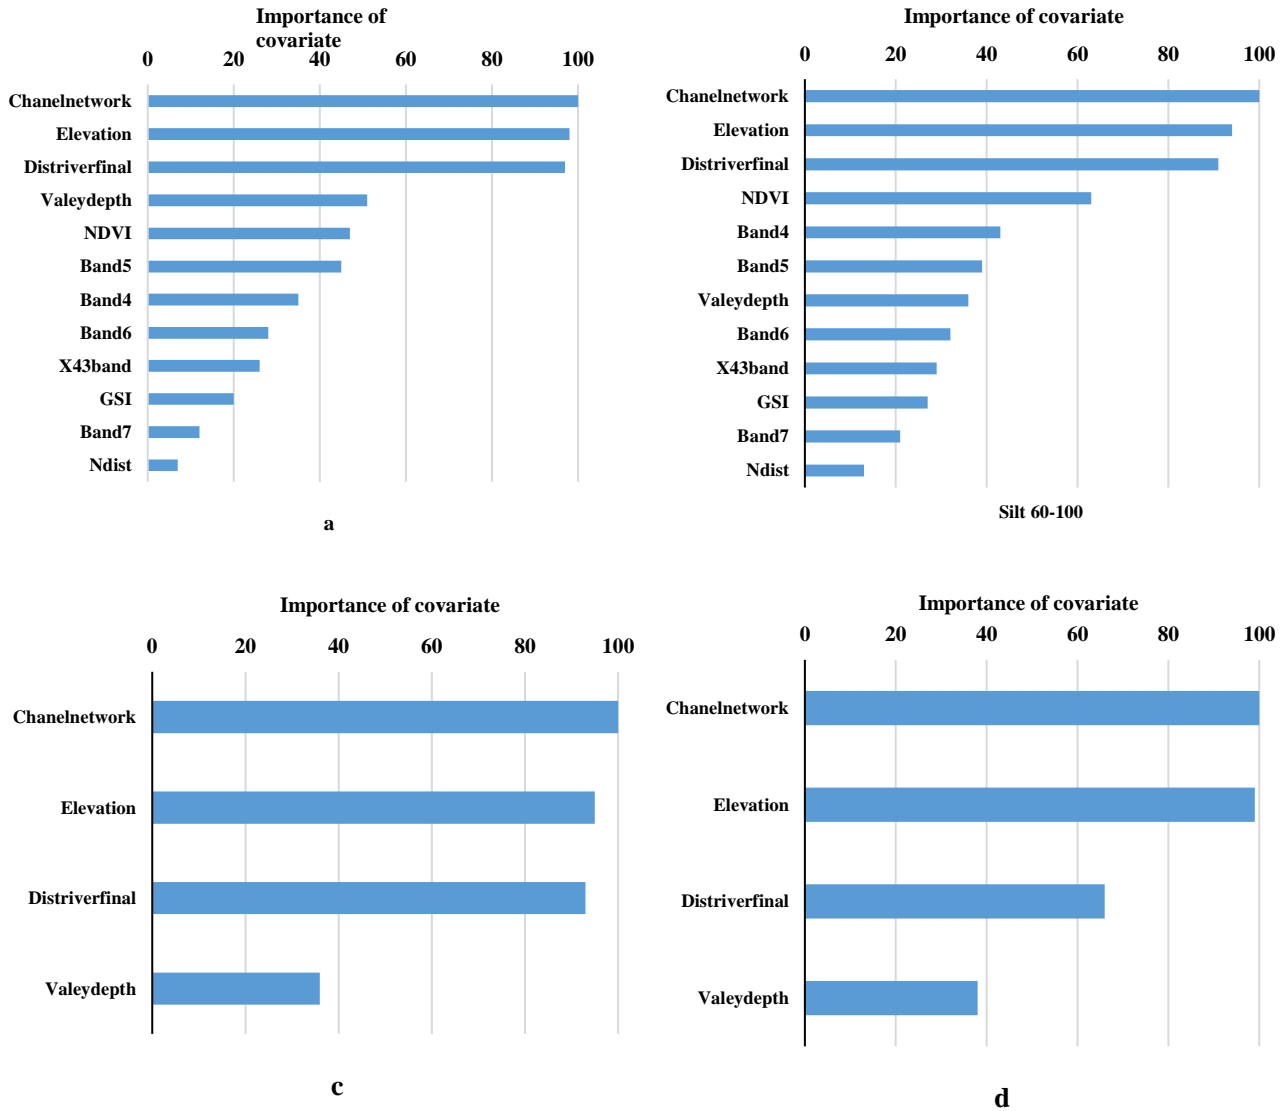 Importance of
covariate
0 20 40 60 80 100
Chanelnetwork
Elevation
Distriverfinal
Valeydepth
NDVI
Band5
Band4
Band6
X43band
GSI
Band7
Ndist
a
Importance of covariate
0 20 40 60 80 100
Chanelnetwork
Elevation
Distriverfinal
NDVI
Band4
Band5
Valeydepth
Band6
X43band
GSI
Band7
Ndist
Silt 60-100
Importance of covariate
0 20 40 60 80 100
Chanelnetwork
Elevation
Distriverfinal
Valeydepth
c
Importance of covariate
0 20 40 60 80 100
Chanelnetwork
Elevation
Distriverfinal
Valeydepth
d